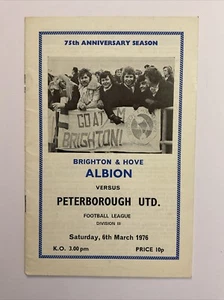 75th ANNIVERSARY SEASON
GO AT
BRIGHTON!
BRIGHTON & HOVE
ALBION
VERSUS
PETERBOROUGH UTD.
FOOTBALL LEAGUE
DIVISION III
Saturday, 6th March 1976
K.O. 3.00 pm PRICE 10p